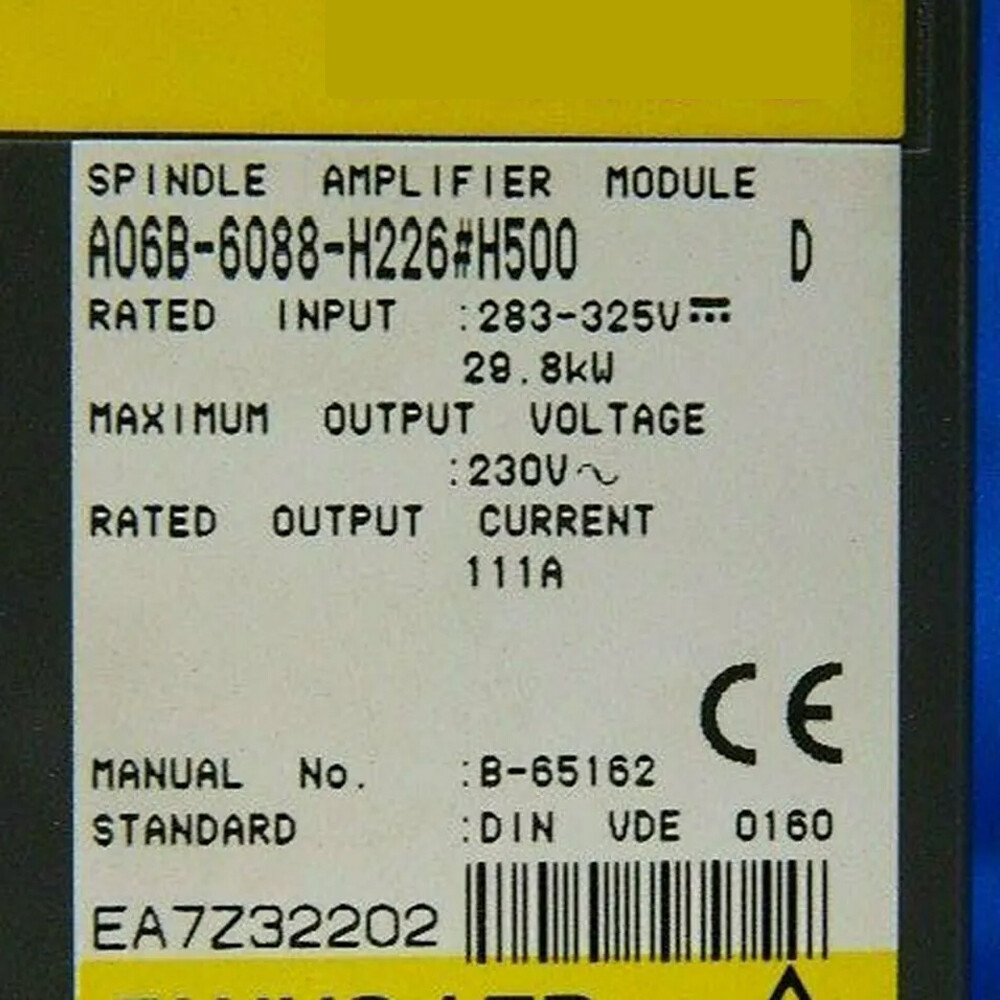 SPINDLE AMPLIFIER MODULE
A06B-6088-H226#H500 D
RATED INPUT :283-325V⎓
29.8kW
MAXIMUM OUTPUT VOLTAGE
:230V~
RATED OUTPUT CURRENT
111A
CE
MANUAL No. :B-65162
STANDARD :DIN VDE 0160
EA7Z32202